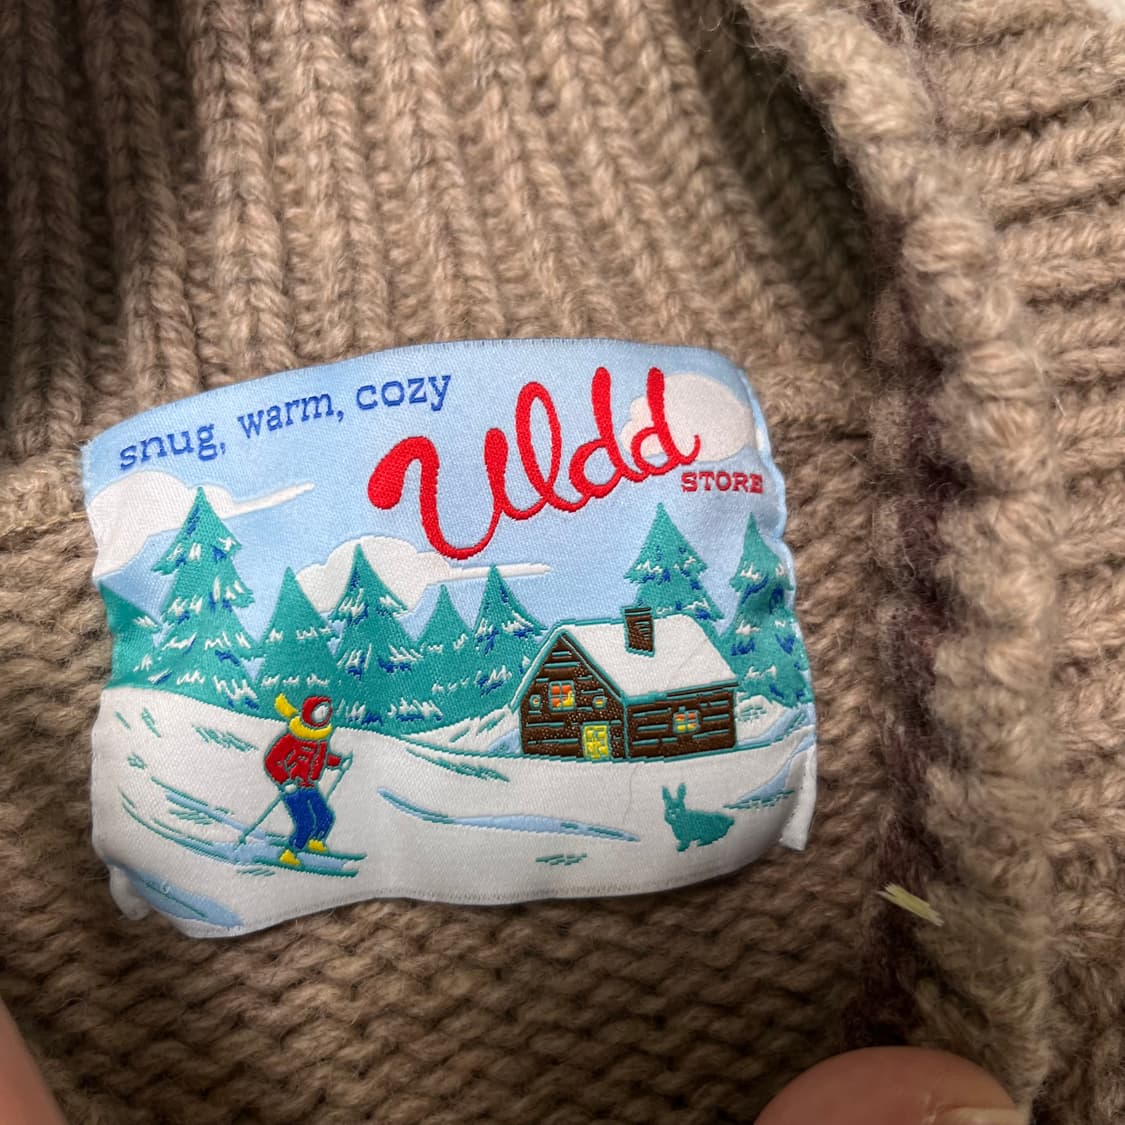 snug, warm, cozy
Uldd
STORE